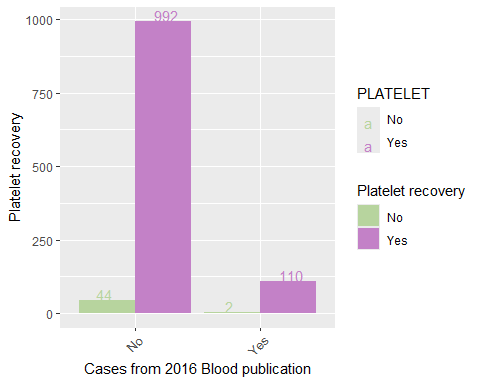 1000
750
500
250
0
Platelet recovery
992
44
2
110
No
Yes
Cases from 2016 Blood publication
PLATELET
a No
a Yes
Platelet recovery
No
Yes